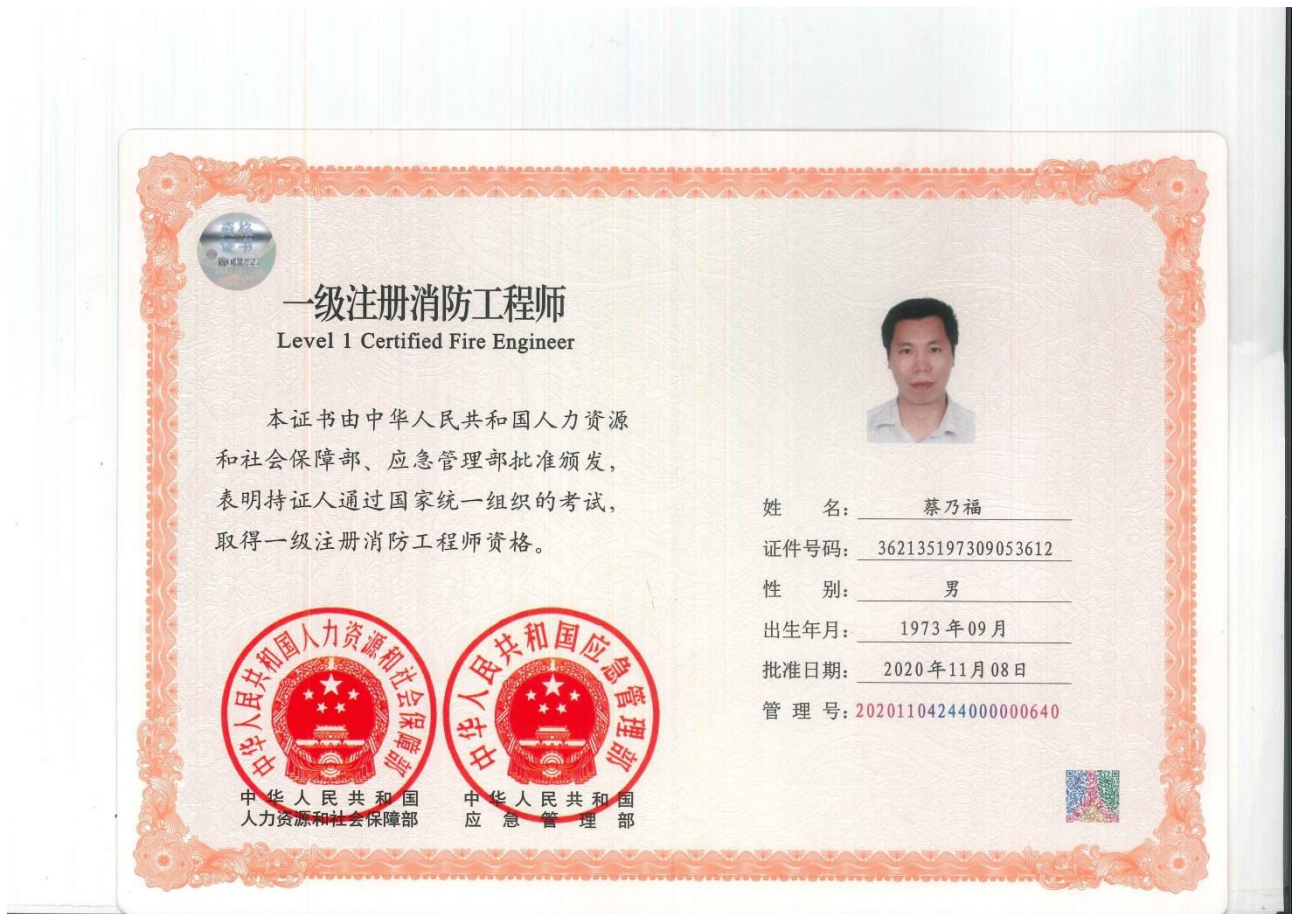 资格
证书
一级注册消防工程师
Level 1 Certified Fire Engineer
本证书由中华人民共和国人力资源
和社会保障部、应急管理部批准颁发，
表明持证人通过国家统一组织的考试，
取得一级注册消防工程师资格。
中华人民共和国人力资源和社会保障部
中华人民共和国
人力资源和社会保障部
中华人民共和国应急管理部
中华人民共和国
应急管理部
姓 名： 蔡乃福
证件号码： 362135197309053612
性 别： 男
出生年月： 1973年09月
批准日期： 2020年11月08日
管 理 号： 20201104244000000640